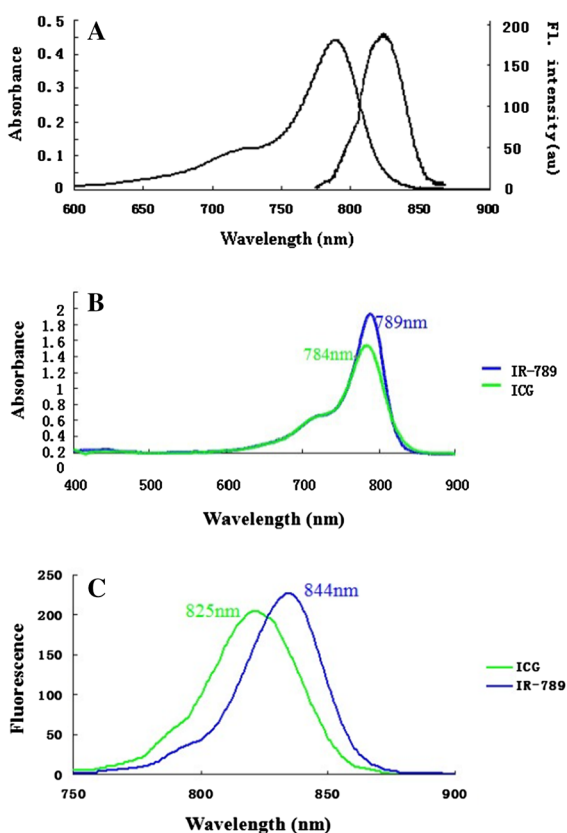 A
0.5
0.4
0.3
0.2
0.1
0
Absorbance
200
150
100
50
0
Fl. intensity(au)
600 650 700 750 800 850 900
Wavelength (nm)
B
2
1.8
1.6
1.4
1.2
1
0.8
0.6
0.4
0.2
0
Absorbance
789nm
784nm
IR-789
ICG
400 500 600 700 800 900
Wavelength (nm)
C
250
200
150
100
50
0
Fluorescence
825nm
844nm
ICG
IR-789
750 800 850 900
Wavelength (nm)